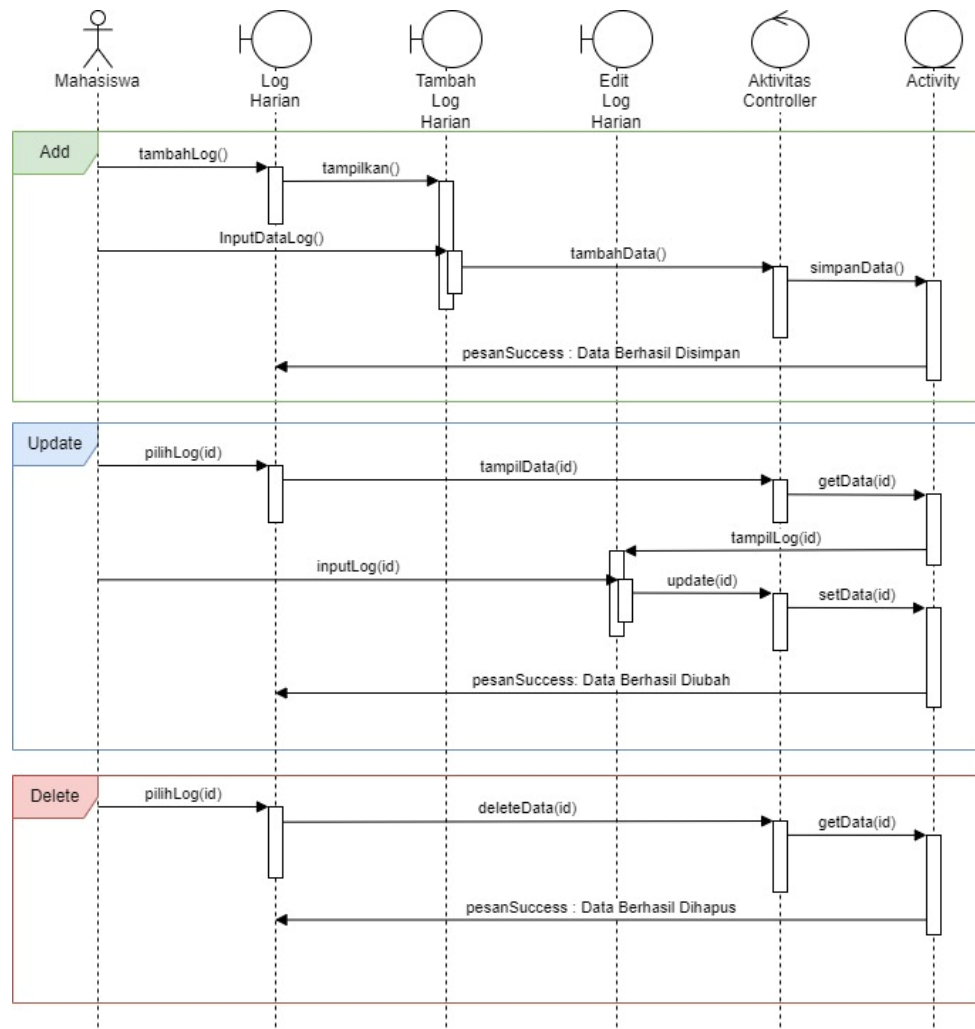 Mahasiswa
Log
Harian
Tambah
Log
Harian
Edit
Log
Harian
Aktivitas
Controller
Activity
Add
tambahLog()
tampilkan()
InputDataLog()
tambahData()
simpanData()
pesanSuccess : Data Berhasil Disimpan
Update
pilihLog(id)
tampilData(id)
getData(id)
tampilLog(id)
inputLog(id)
update(id)
setData(id)
pesanSuccess: Data Berhasil Diubah
Delete
pilihLog(id)
deleteData(id)
getData(id)
pesanSuccess : Data Berhasil Dihapus